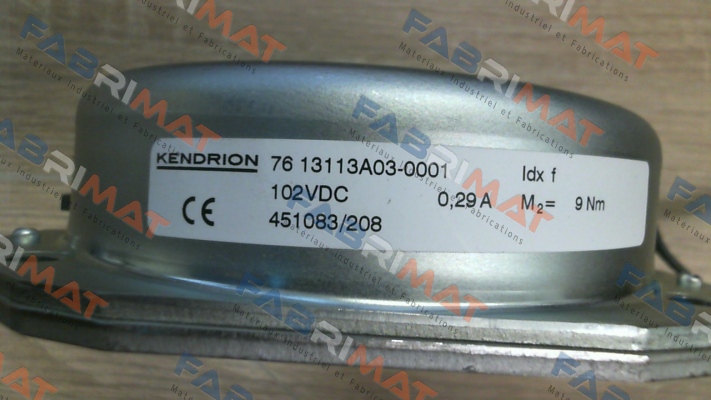 KENDRION 76 13113A03-0001 Idx f
102VDC 0,29 A M2= 9 Nm
CE 451083/208
FABRIMAT
Materiaux Industriel et Fabrications